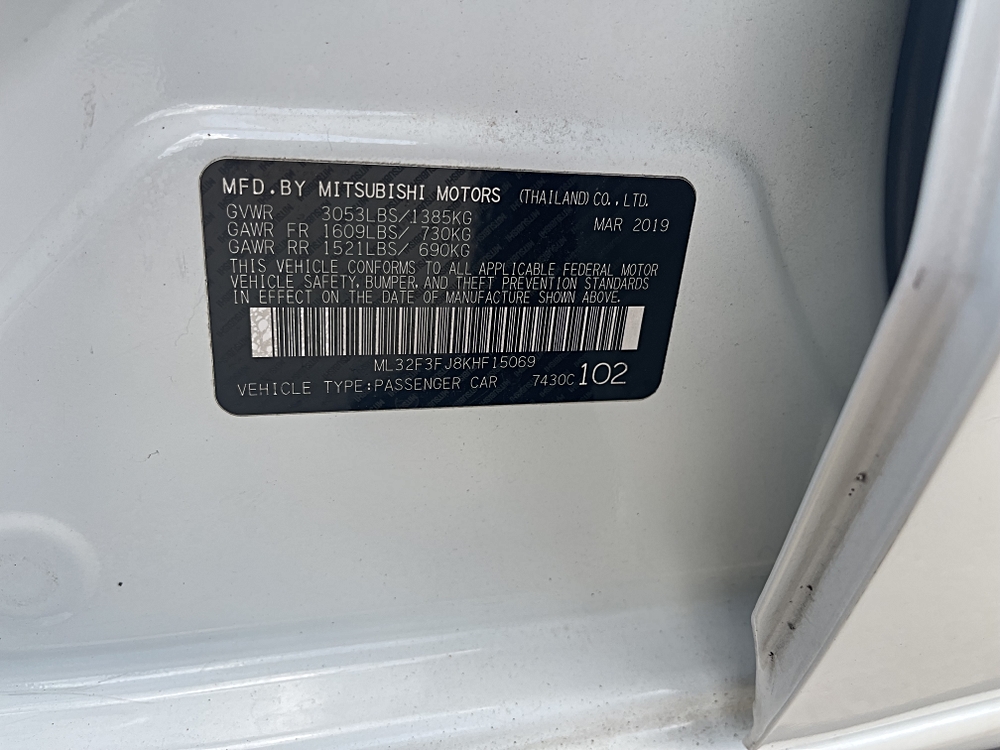 MFD.BY MITSUBISHI MOTORS (THAILAND) CO., LTD.
GVWR 3053LBS/1385KG MAR 2019
GAWR FR 1609LBS/ 730KG
GAWR RR 1521LBS/ 690KG
THIS VEHICLE CONFORMS TO ALL APPLICABLE FEDERAL MOTOR
VEHICLE SAFETY, BUMPER, AND THEFT PREVENTION STANDARDS
IN EFFECT ON THE DATE OF MANUFACTURE SHOWN ABOVE.
ML32F3FJ8KHF15069
VEHICLE TYPE:PASSENGER CAR 7430C 102